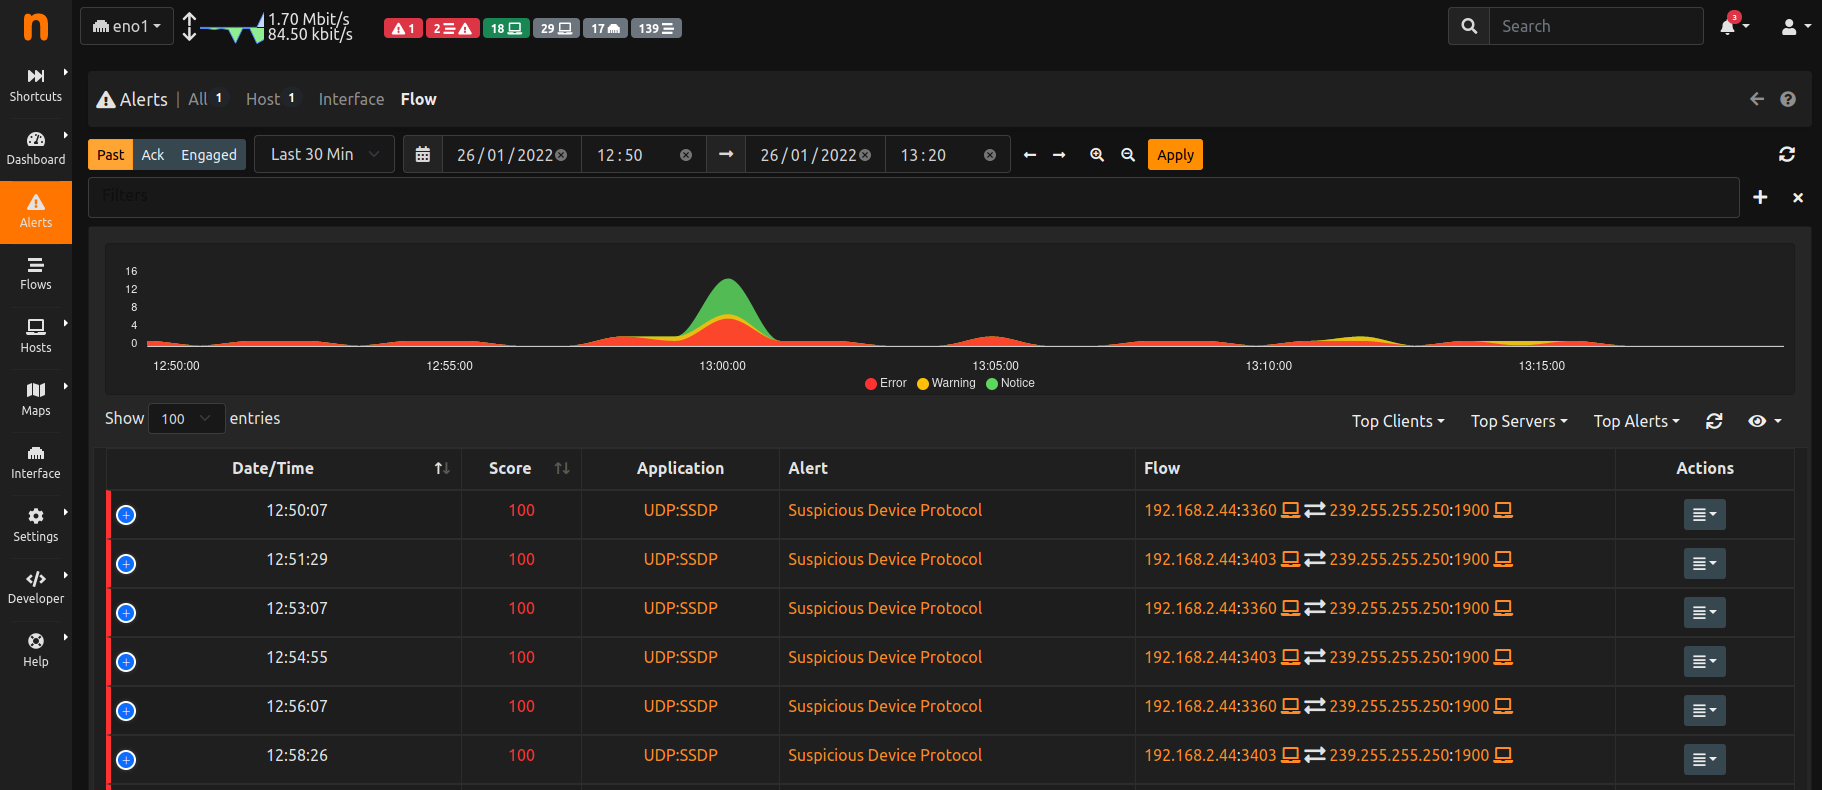 n eno1 1.70 Mbit/s
84.50 kbit/s
1 2 18 29 17 139 Search 3
Shortcuts
Dashboard
Alerts
Flows
Hosts
Maps
Interface
Settings
Developer
Help
Alerts | All 1 Host 1 Interface Flow
Past Ack Engaged Last 30 Min 26/01/2022 12:50 26/01/2022 13:20 Apply
Filters
16
12
8
4
0
12:50:00 12:55:00 13:00:00 13:05:00 13:10:00 13:15:00
Error Warning Notice
Show 100 entries Top Clients Top Servers Top Alerts
Date/Time Score Application Alert Flow Actions
12:50:07 100 UDP:SSDP Suspicious Device Protocol 192.168.2.44:3360 239.255.255.250:1900
12:51:29 100 UDP:SSDP Suspicious Device Protocol 192.168.2.44:3403 239.255.255.250:1900
12:53:07 100 UDP:SSDP Suspicious Device Protocol 192.168.2.44:3360 239.255.255.250:1900
12:54:55 100 UDP:SSDP Suspicious Device Protocol 192.168.2.44:3403 239.255.255.250:1900
12:56:07 100 UDP:SSDP Suspicious Device Protocol 192.168.2.44:3360 239.255.255.250:1900
12:58:26 100 UDP:SSDP Suspicious Device Protocol 192.168.2.44:3403 239.255.255.250:1900